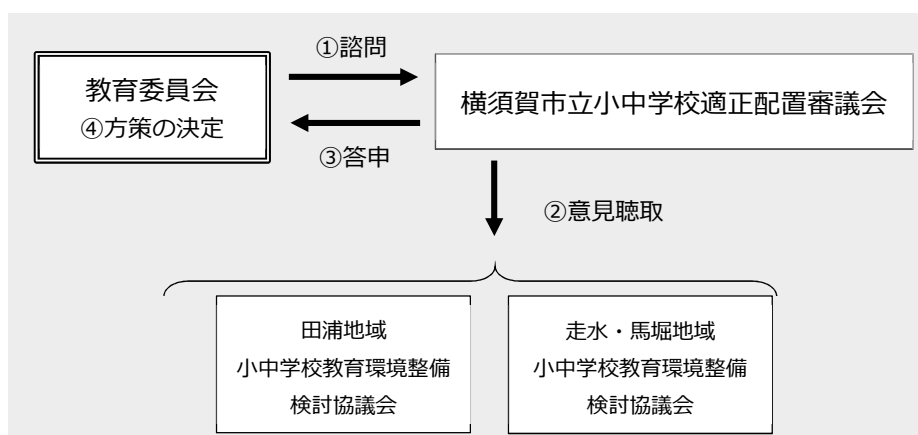 ①諮問
教育委員会
④方策の決定
横須賀市立小中学校適正配置審議会
③答申
②意見聴取
田浦地域
小中学校教育環境整備
検討協議会
走水・馬堀地域
小中学校教育環境整備
検討協議会